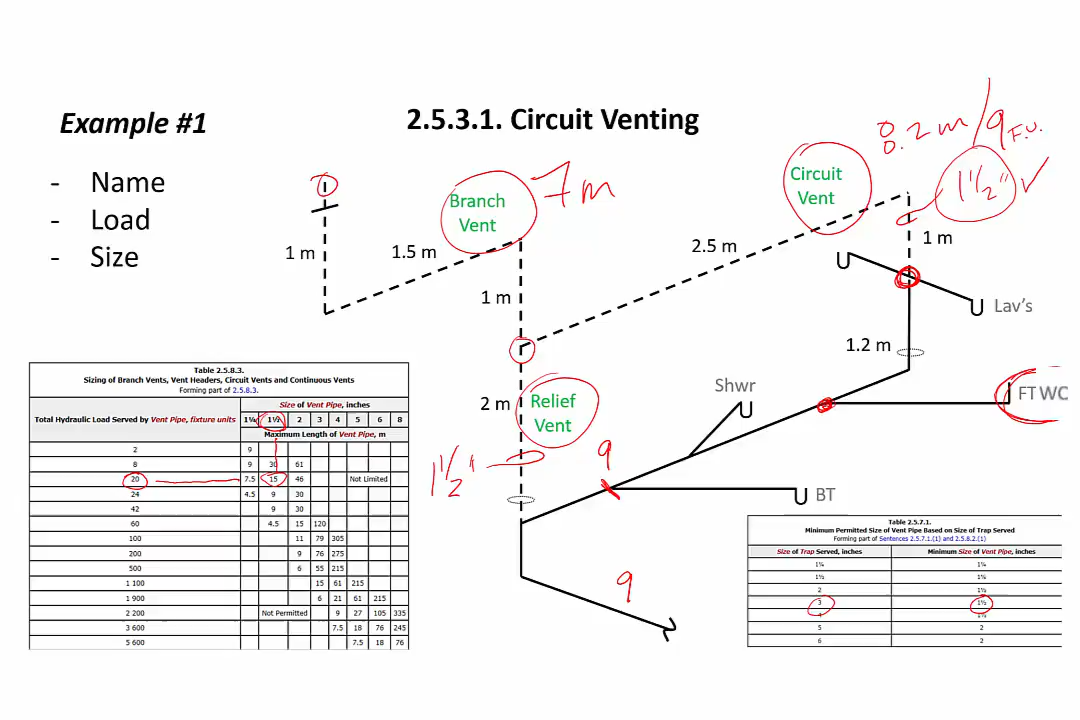 Example #1
2.5.3.1. Circuit Venting
- Name
- Load
- Size
8.2 m / 9 F.U.
1 1/2" ✓
7m
Branch
Vent
Circuit
Vent
1 m
1.5 m
1 m
2.5 m
1 m
U
U Lav's
1.2 m
2 m
Relief
Vent
1 1/2"
Shwr
U
FT WC
9
U BT
9
Table 2.5.8.3.
Sizing of Branch Vents, Vent Headers, Circuit Vents and Continuous Vents
Forming part of 2.5.8.3.
Total Hydraulic Load Served by Vent Pipe, fixture units
Size of Vent Pipe, inches
1¼ 1½ 2 3 4 5 6 8
Maximum Length of Vent Pipe, m
2 9
8 9 30 61
20 7.5 15 46 Not Limited
24 4.5 9 30
42 9 30
60 4.5 15 120
100 11 79 305
200 9 76 275
500 6 55 215
1 100 15 61 215
1 900 6 21 61 215
2 200 Not Permitted 9 27 105 335
3 600 7.5 18 76 245
5 600 7.5 18 76
Table 2.5.7.1.
Minimum Permitted Size of Vent Pipe Based on Size of Trap Served
Forming part of Sentences 2.5.7.1.(1) and 2.5.8.2.(1)
Size of Trap Served, inches Minimum Size of Vent Pipe, inches
1¼ 1¼
1½ 1¼
2 1½
3 1½
5 2
6 2